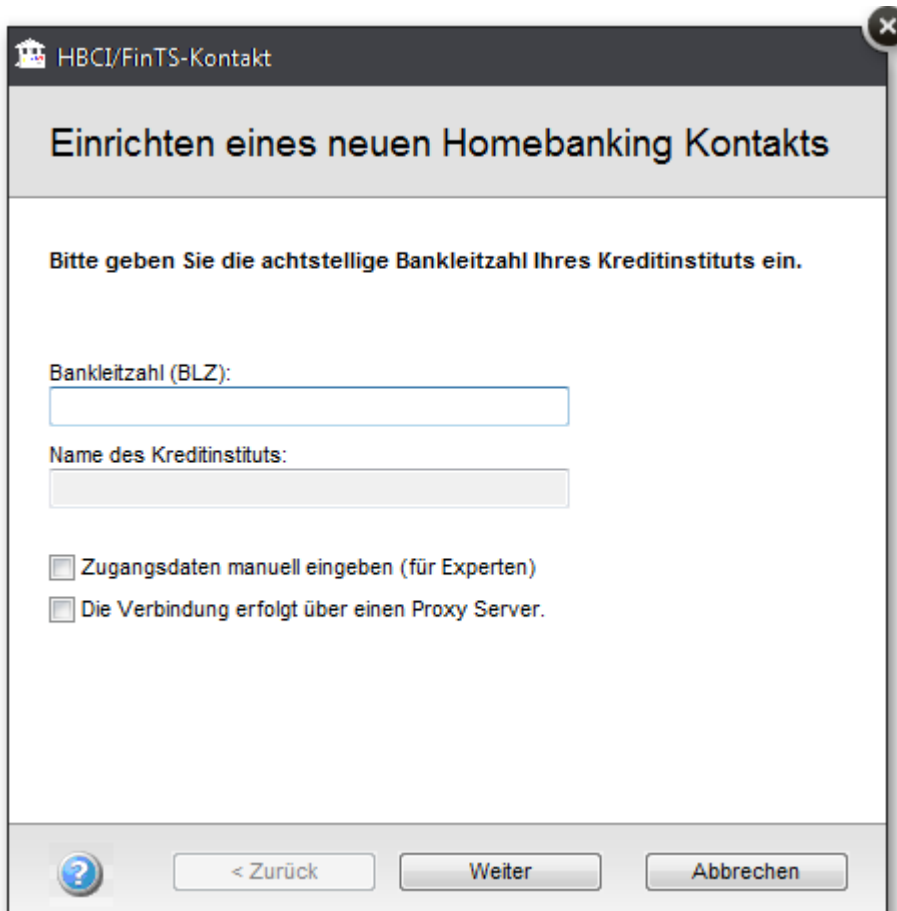 HBCI/FinTS-Kontakt
Einrichten eines neuen Homebanking Kontakts
Bitte geben Sie die achtstellige Bankleitzahl Ihres Kreditinstituts ein.
Bankleitzahl (BLZ):
Name des Kreditinstituts:
Zugangsdaten manuell eingeben (für Experten)
Die Verbindung erfolgt über einen Proxy Server.
? < Zurück Weiter Abbrechen